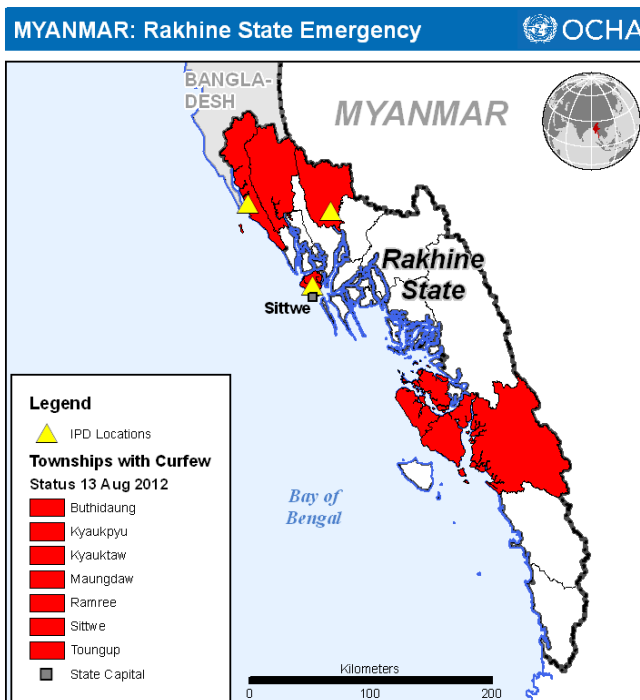 MYANMAR: Rakhine State Emergency
OCHA
BANGLA-
DESH
MYANMAR
Rakhine
State
Sittwe
Legend
IPD Locations
Townships with Curfew
Status 13 Aug 2012
Buthidaung
Kyaukpyu
Kyauktaw
Maungdaw
Ramree
Sittwe
Toungup
State Capital
Bay of
Bengal
Kilometers
0 100 200